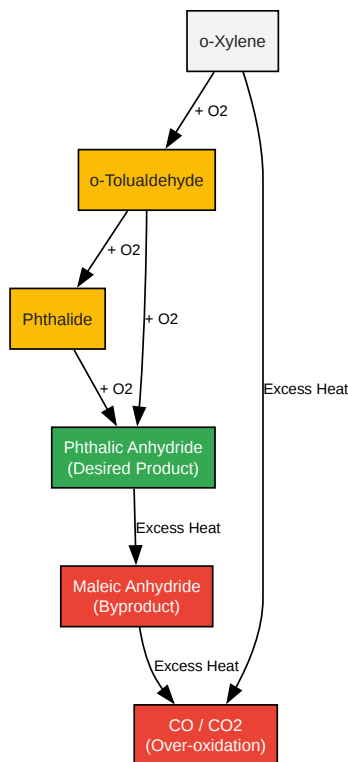 o-Xylene
+ O2
o-Tolualdehyde
+ O2
Phthalide
+ O2
+ O2
Excess Heat
Phthalic Anhydride
(Desired Product)
Excess Heat
Maleic Anhydride
(Byproduct)
Excess Heat
CO / CO2
(Over-oxidation)